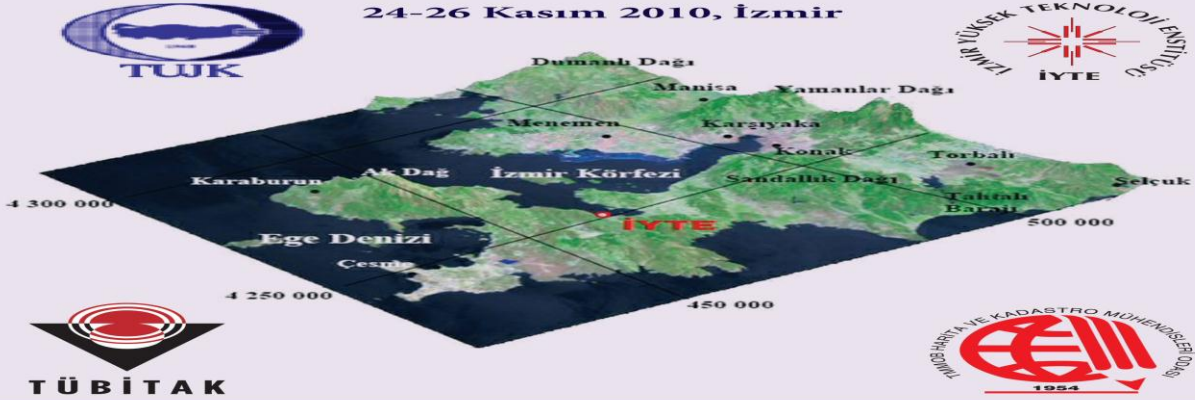 24-26 Kasım 2010, İzmir
TUJK
İZMİR YÜKSEK TEKNOLOJİ ENSTİTÜSÜ
İYTE
Dumanlı Dağı
Manisa
Yamanlar Dağı
Menemen
Karşıyaka
Konak
Torbalı
Karaburun
Ak Dağ
İzmir Körfezi
Sandallık Dağı
Selçuk
Tahtalı
Barajı
4 300 000
500 000
İYTE
Ege Denizi
Çeşme
4 250 000
450 000
TÜBİTAK
TMMOB HARİTA VE KADASTRO MÜHENDİSLERİ ODASI
1954